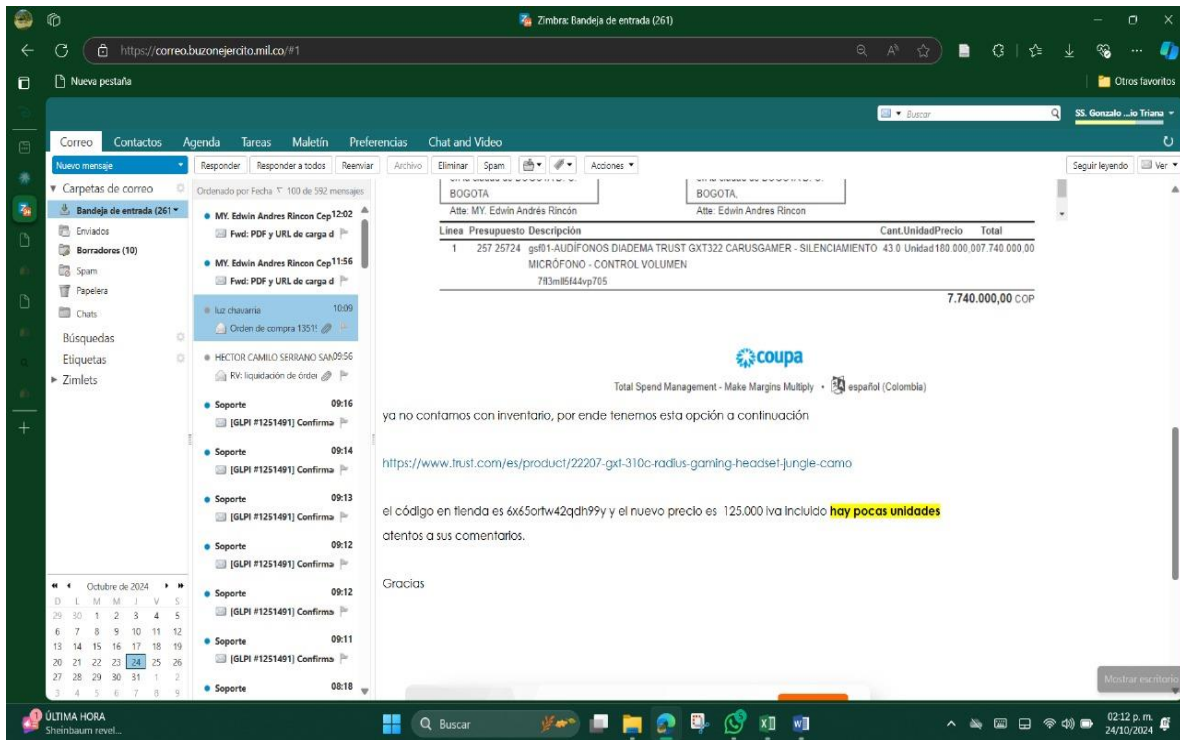 Zimbra: Bandeja de entrada (261)
https://correo.buzonejercito.mil.co/#1
Nueva pestaña
Otros favoritos
Buscar
SS. Gonzalo ...io Triana
Correo Contactos Agenda Tareas Maletín Preferencias Chat and Video
Nuevo mensaje
Responder Responder a todos Reenviar Archivo Eliminar Spam Acciones
Seguir leyendo Ver
Carpetas de correo
Bandeja de entrada (261
Enviados
Borradores (10)
Spam
Papelera
Chats
Búsquedas
Etiquetas
Zimlets
Octubre de 2024
D L M M J V S
29 30 1 2 3 4 5
6 7 8 9 10 11 12
13 14 15 16 17 18 19
20 21 22 23 24 25 26
27 28 29 30 31 1 2
3 4 5 6 7 8 9
Ordenado por Fecha 100 de 592 mensajes
MY. Edwin Andres Rincon Cep 12:02
Fwd: PDF y URL de carga d
MY. Edwin Andres Rincon Cep 11:56
Fwd: PDF y URL de carga d
luz chavarria 10:09
Orden de compra 1351!
HECTOR CAMILO SERRANO SAN 09:56
RV: liquidación de órder
Soporte 09:16
[GLPI #1251491] Confirma
Soporte 09:14
[GLPI #1251491] Confirma
Soporte 09:13
[GLPI #1251491] Confirma
Soporte 09:12
[GLPI #1251491] Confirma
Soporte 09:12
[GLPI #1251491] Confirma
Soporte 09:11
[GLPI #1251491] Confirma
Soporte 08:18
BOGOTA
Atte: MY. Edwin Andrés Rincón
BOGOTA,
Atte: Edwin Andres Rincon
Línea Presupuesto Descripción Cant. Unidad Precio Total
1 257 25724 gsf01-AUDÍFONOS DIADEMA TRUST GXT322 CARUSGAMER - SILENCIAMIENTO 43.0 Unidad 180.000,00 7.740.000,00
MICRÓFONO - CONTROL VOLUMEN
7fl3mll5f44vp705
7.740.000,00 COP
coupa
Total Spend Management - Make Margins Multiply • español (Colombia)
ya no contamos con inventario, por ende tenemos esta opción a continuación
https://www.trust.com/es/product/22207-gxt-310c-radius-gaming-headset-jungle-camo
el código en tienda es 6x65orfw42qdh99y y el nuevo precio es 125.000 iva incluido hay pocas unidades
atentos a sus comentarios.
Gracias
Mostrar escritorio
1
ÚLTIMA HORA
Sheinbaum revel...
Buscar
02:12 p. m.
24/10/2024